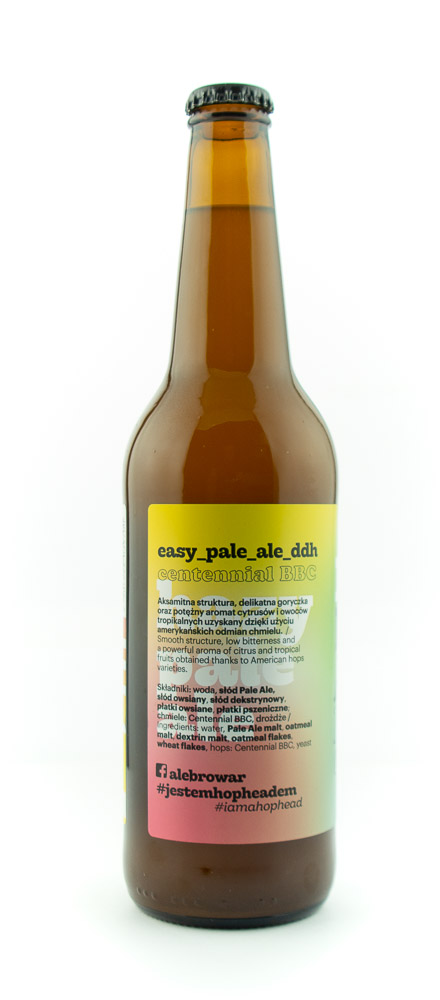 easy_pale_ale_ddh
centennial BBC
Aksamitna struktura, delikatna goryczka
oraz potężny aromat cytrusów i owoców
tropikalnych uzyskany dzięki użyciu
amerykańskich odmian chmielu. /
Smooth structure, low bitterness and
a powerful aroma of citrus and tropical
fruits obtained thanks to American hops
varieties.
Składniki: woda, słód Pale Ale,
słód owsiany, słód dekstrynowy,
płatki owsiane, płatki pszeniczne;
chmiele: Centennial BBC, drożdże /
Ingredients: water, Pale Ale malt, oatmeal
malt, dextrin malt, oatmeal flakes,
wheat flakes, hops: Centennial BBC, yeast
alebrowar
#jestemhopheadem
#iamahophead